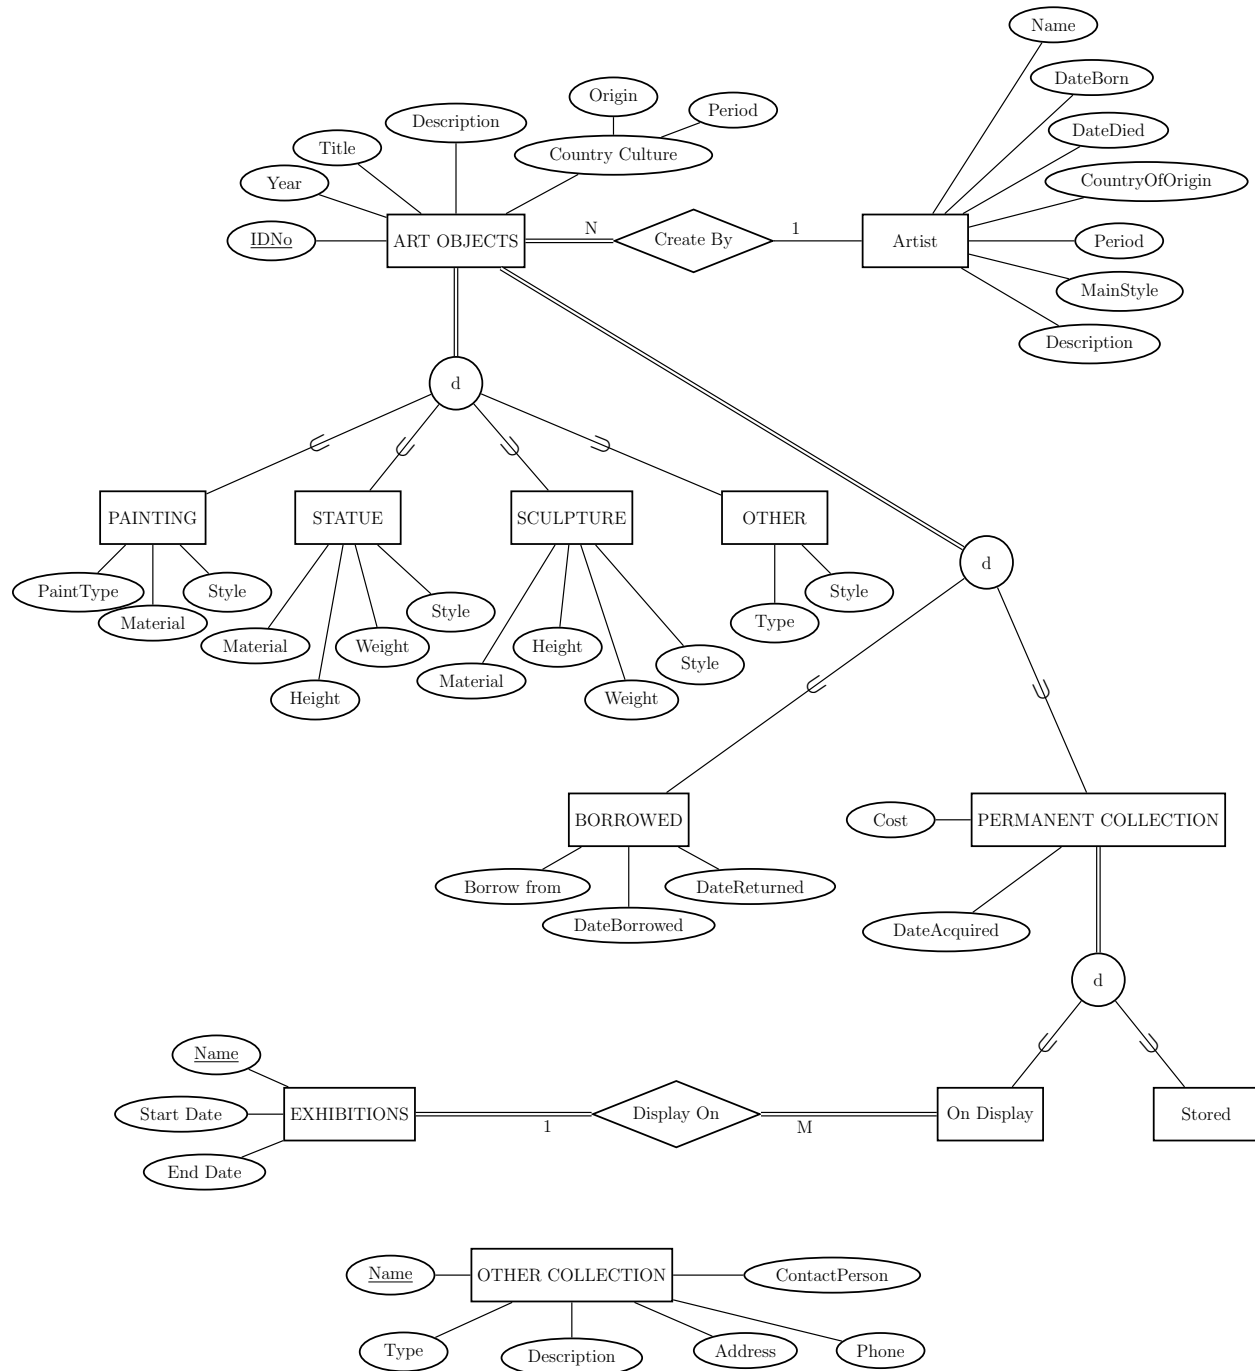 Name
DateBorn
Origin
Period
Description
DateDied
Title
Country Culture
Year
CountryOfOrigin
IDNo
ART OBJECTS
N
Create By
1
Artist
Period
MainStyle
Description
d
PAINTING
STATUE
SCULPTURE
OTHER
d
PaintType
Style
Style
Material
Style
Type
Material
Weight
Height
Style
Material
Height
Weight
BORROWED
Cost
PERMANENT COLLECTION
Borrow from
DateReturned
DateBorrowed
DateAcquired
d
Name
Start Date
EXHIBITIONS
1
Display On
M
On Display
Stored
End Date
Name
OTHER COLLECTION
ContactPerson
Type
Description
Address
Phone